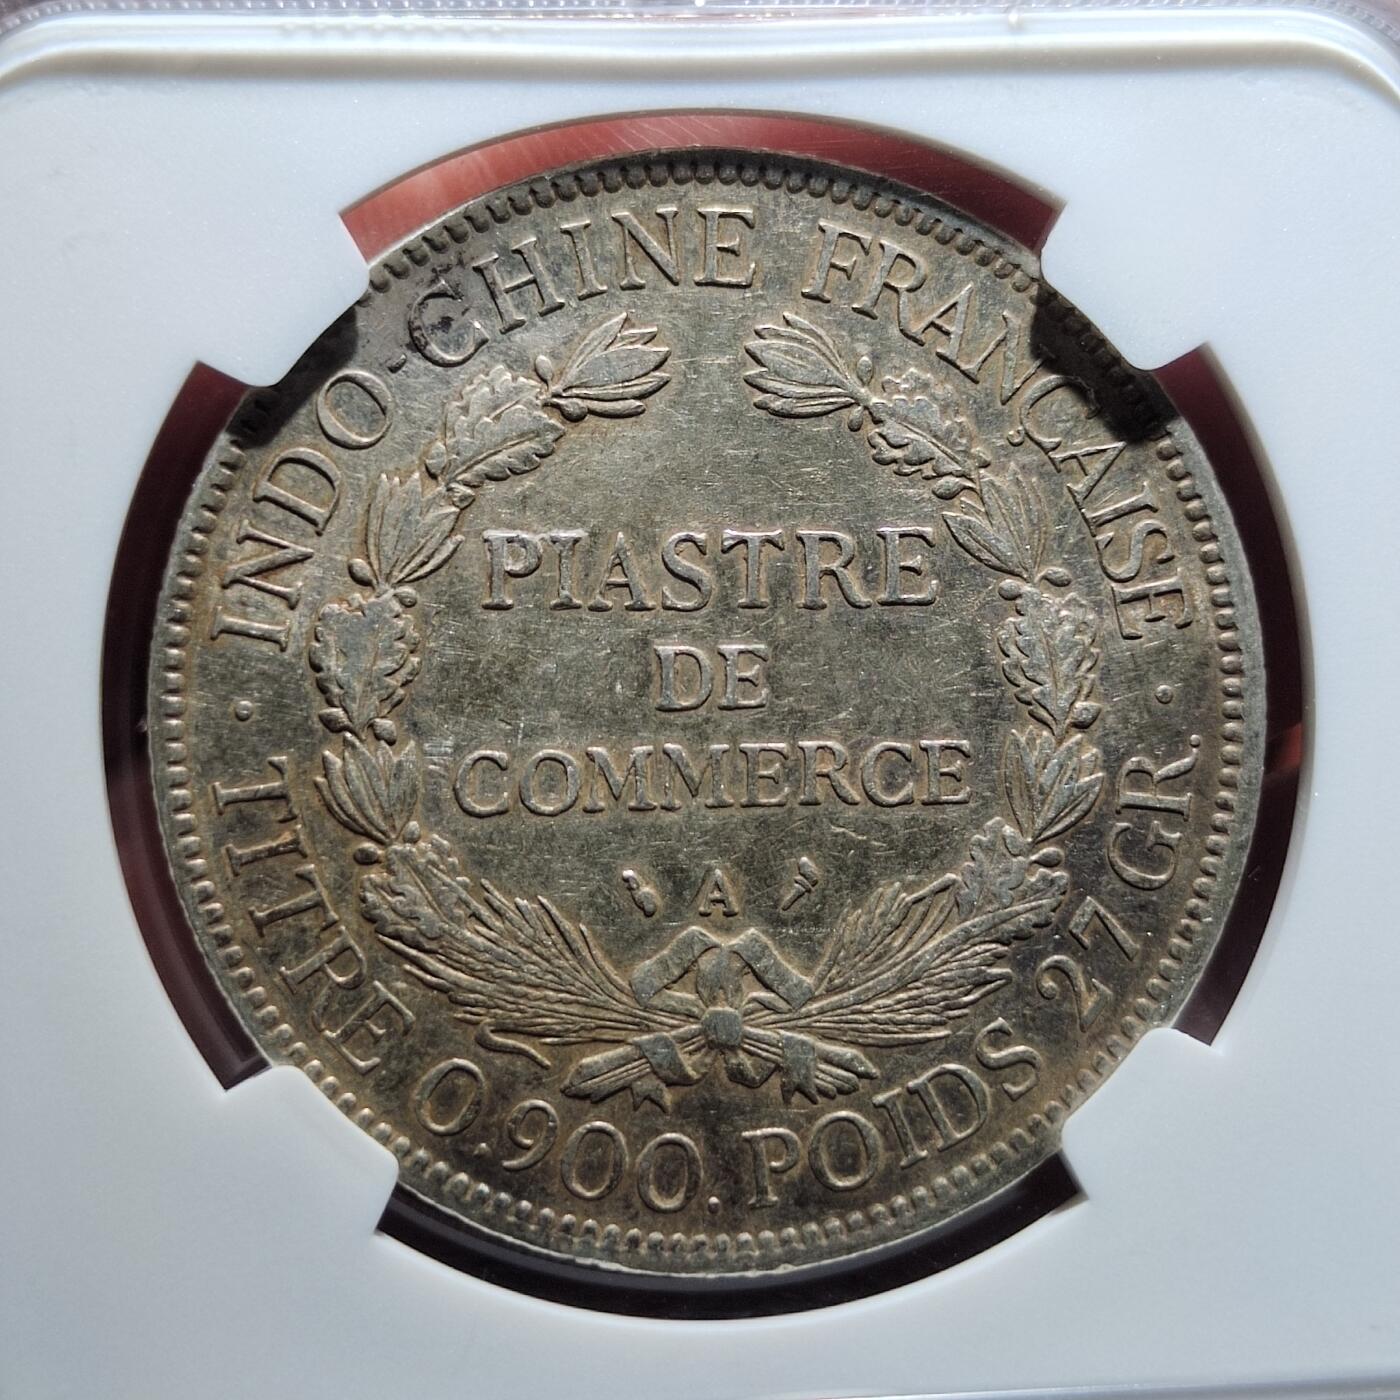 INDO-CHINE FRANÇAISE
PIASTRE
DE
COMMERCE
A
· TITRE 0.900. POIDS 27 GR. ·